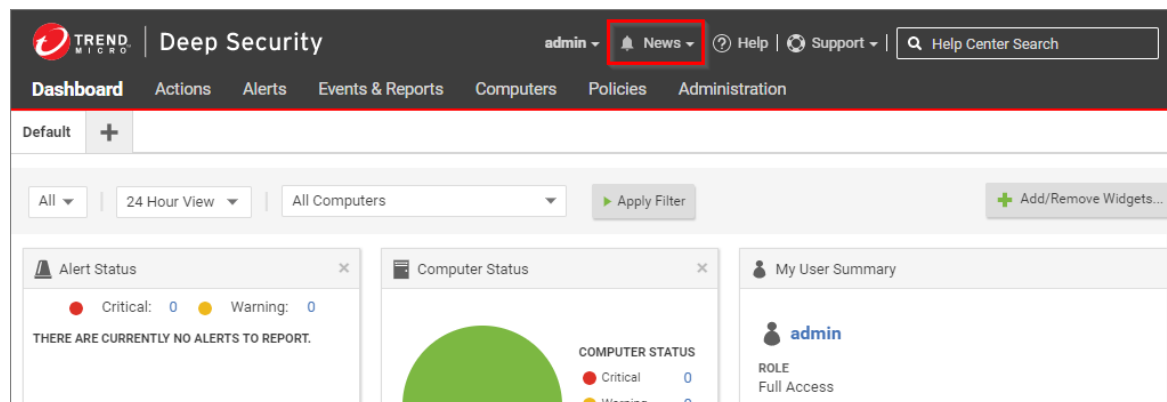 TREND MICRO Deep Security
admin News Help Support Help Center Search
Dashboard Actions Alerts Events & Reports Computers Policies Administration
Default
All 24 Hour View All Computers Apply Filter Add/Remove Widgets...
Alert Status
Critical: 0 Warning: 0
THERE ARE CURRENTLY NO ALERTS TO REPORT.
Computer Status
COMPUTER STATUS
Critical 0
Warning 0
My User Summary
admin
ROLE
Full Access